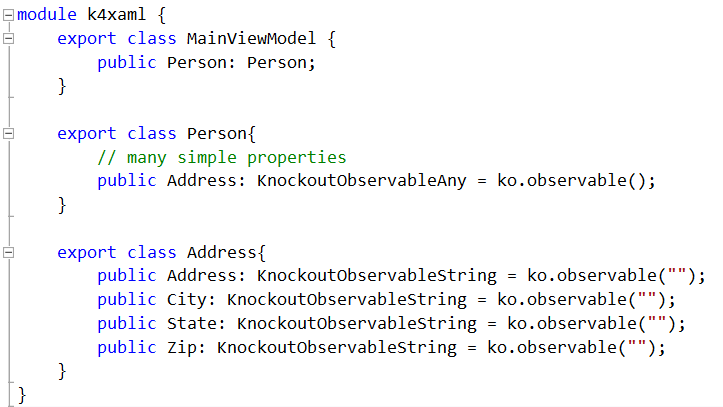 module k4xaml {
    export class MainViewModel {
        public Person: Person;
    }
    export class Person{
        // many simple properties
        public Address: KnockoutObservableAny = ko.observable();
    }
    export class Address{
        public Address: KnockoutObservableString = ko.observable("");
        public City: KnockoutObservableString = ko.observable("");
        public State: KnockoutObservableString = ko.observable("");
        public Zip: KnockoutObservableString = ko.observable("");
    }
}